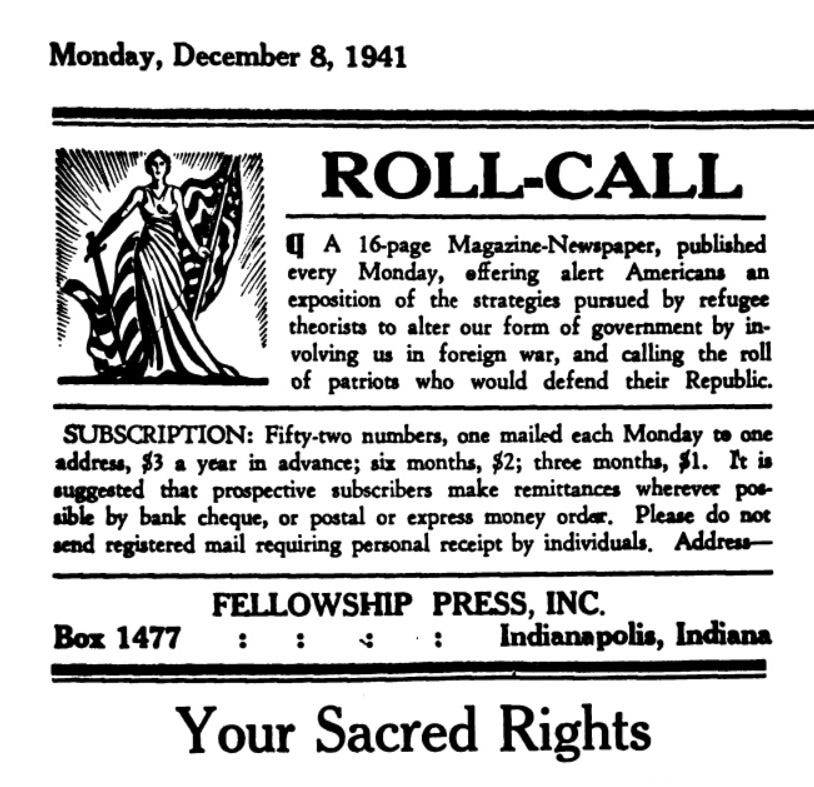 Monday, December 8, 1941
ROLL-CALL
¶ A 16-page Magazine-Newspaper, published
every Monday, offering alert Americans an
exposition of the strategies pursued by refugee
theorists to alter our form of government by in-
volving us in foreign war, and calling the roll
of patriots who would defend their Republic.
SUBSCRIPTION: Fifty-two numbers, one mailed each Monday to one
address, $3 a year in advance; six months, $2; three months, $1. It is
suggested that prospective subscribers make remittances wherever pos-
sible by bank cheque, or postal or express money order. Please do not
send registered mail requiring personal receipt by individuals. Address—
FELLOWSHIP PRESS, INC.
Box 1477 : : : : Indianapolis, Indiana
Your Sacred Rights